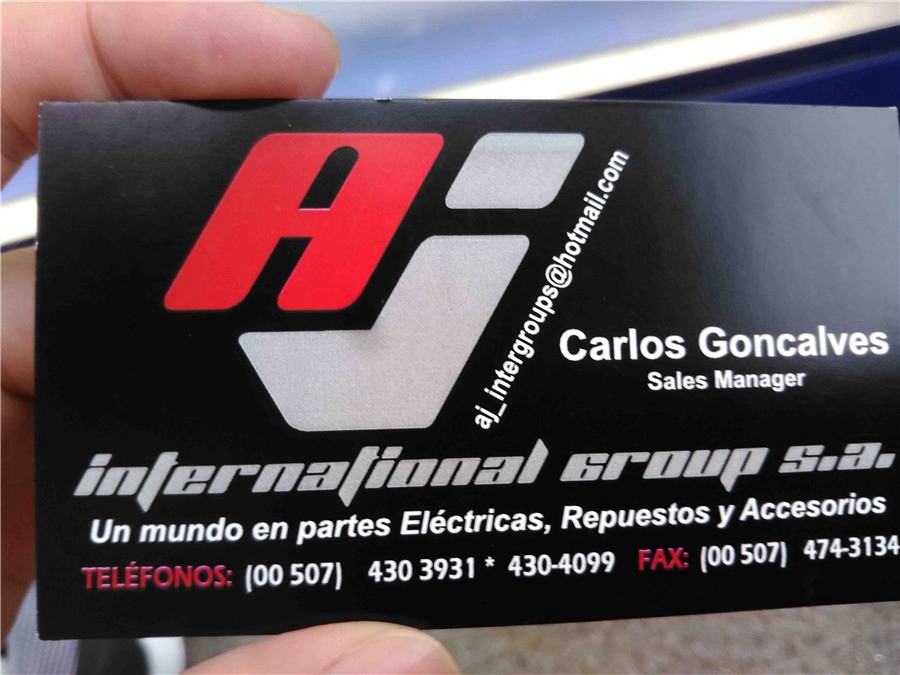 AJ
aj_intergroups@hotmail.com
Carlos Goncalves
Sales Manager
international group s.a.
Un mundo en partes Eléctricas, Repuestos y Accesorios
TELÉFONOS: (00 507) 430 3931 * 430-4099 FAX: (00 507) 474-3134